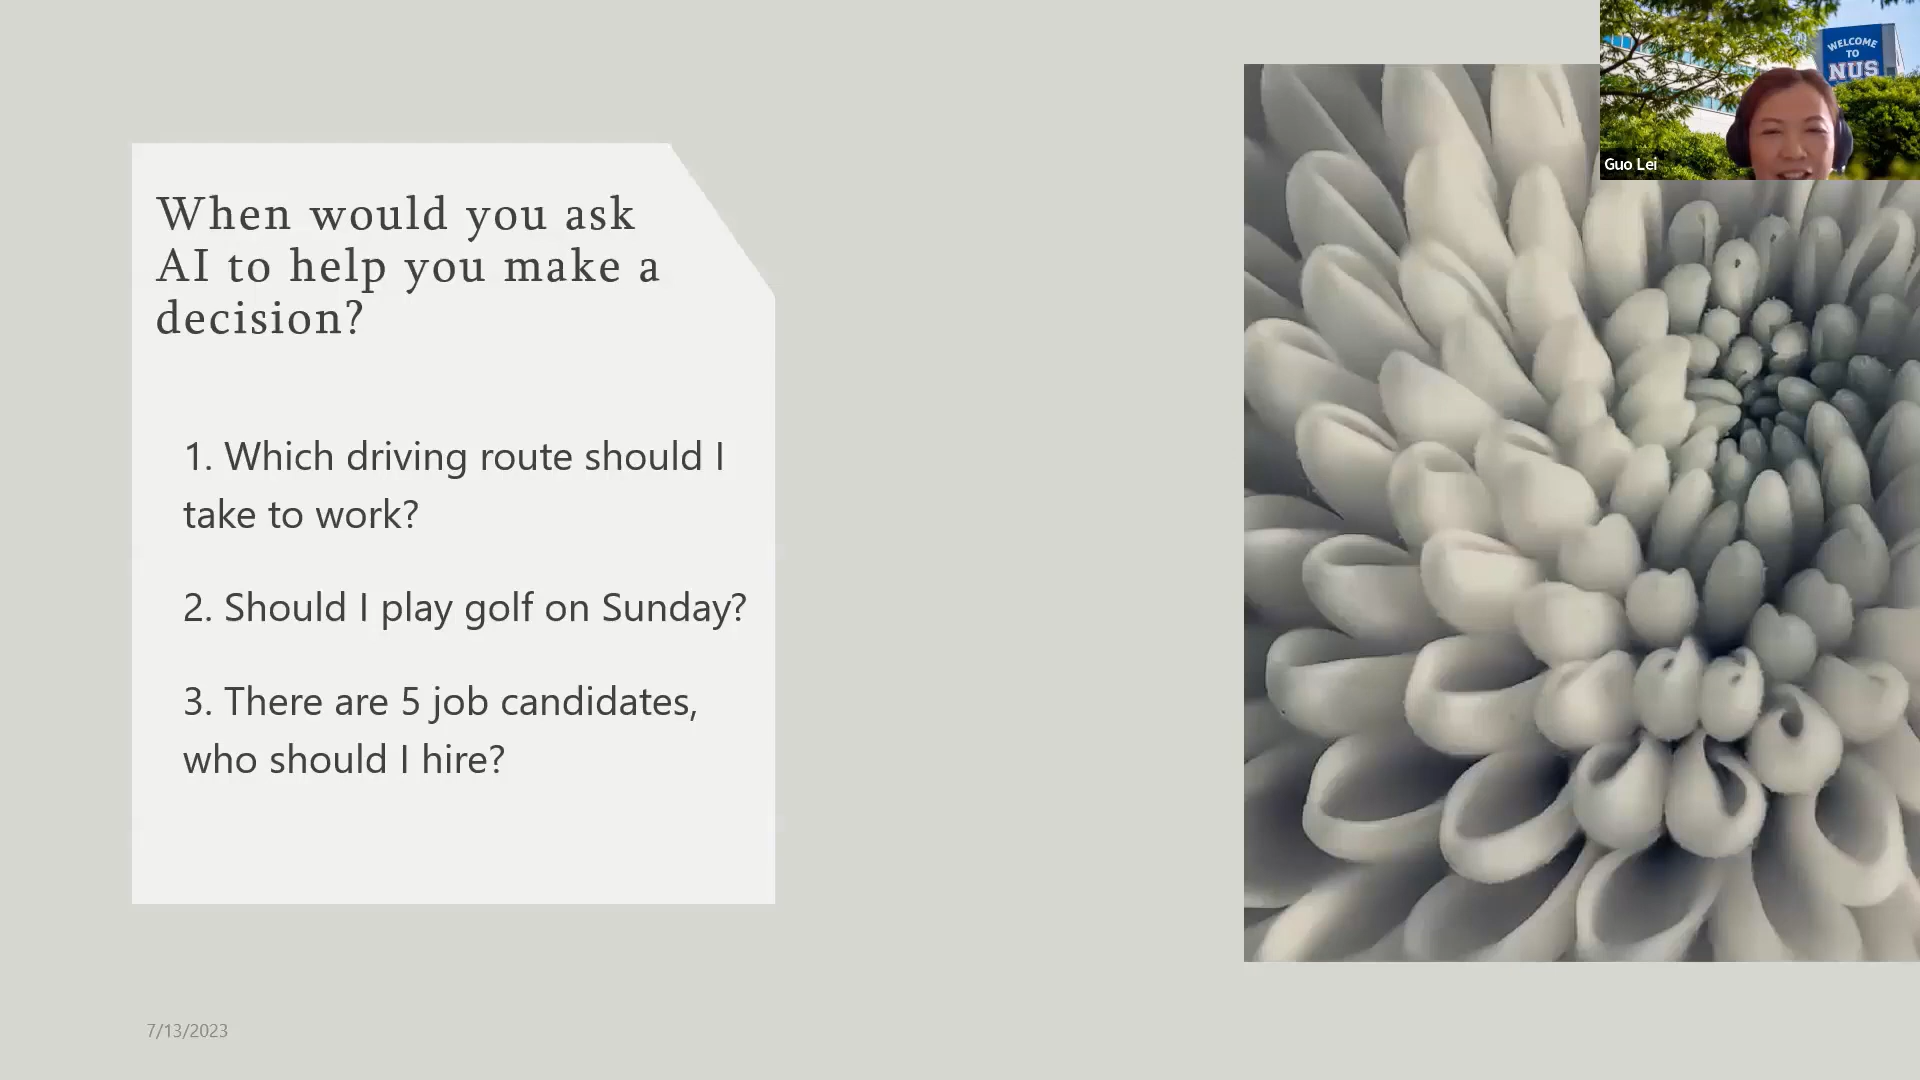 WELCOME
TO
NUS
Guo Lei
When would you ask
AI to help you make a
decision?
1. Which driving route should I
take to work?
2. Should I play golf on Sunday?
3. There are 5 job candidates,
who should I hire?
7/13/2023